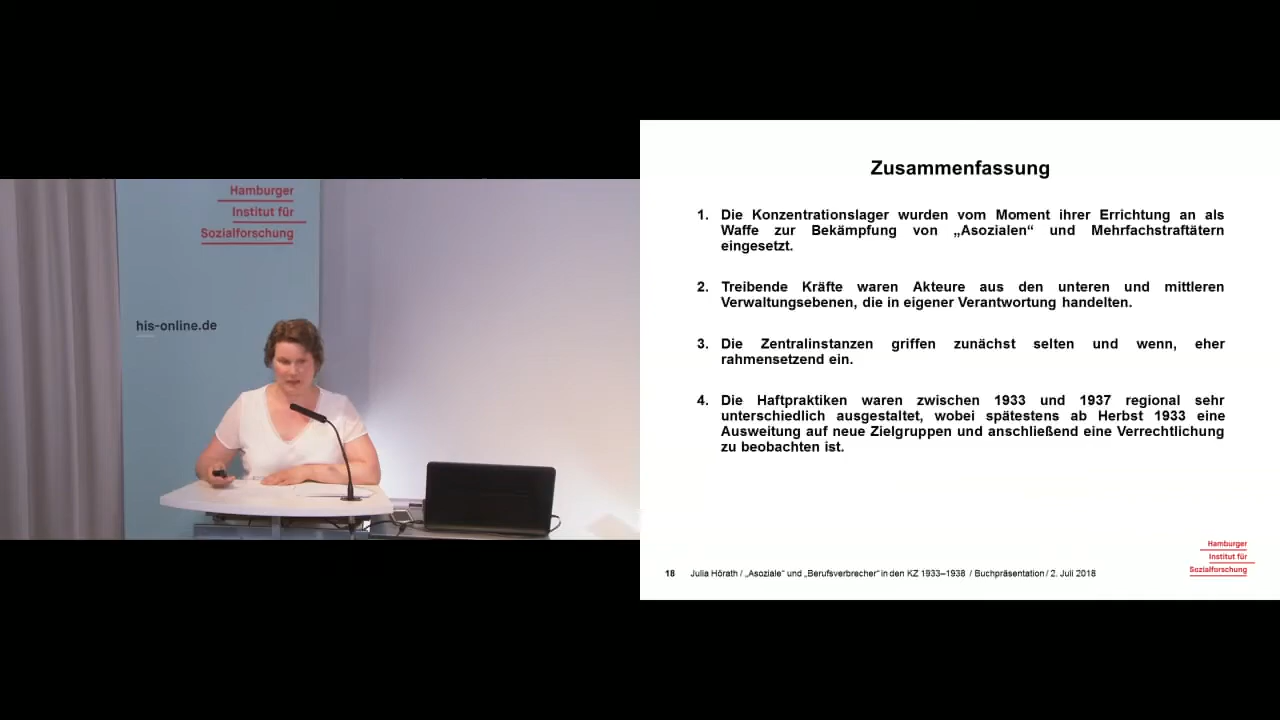 Hamburger
Institut für
Sozialforschung
his-online.de
Zusammenfassung
1. Die Konzentrationslager wurden vom Moment ihrer Errichtung an als
Waffe zur Bekämpfung von „Asozialen“ und Mehrfachstraftätern
eingesetzt.
2. Treibende Kräfte waren Akteure aus den unteren und mittleren
Verwaltungsebenen, die in eigener Verantwortung handelten.
3. Die Zentralinstanzen griffen zunächst selten und wenn, eher
rahmensetzend ein.
4. Die Haftpraktiken waren zwischen 1933 und 1937 regional sehr
unterschiedlich ausgestaltet, wobei spätestens ab Herbst 1933 eine
Ausweitung auf neue Zielgruppen und anschließend eine Verrechtlichung
zu beobachten ist.
Hamburger
Institut für
Sozialforschung
18 Julia Hörath / „Asoziale“ und „Berufsverbrecher“ in den KZ 1933–1938 / Buchpräsentation / 2. Juli 2018